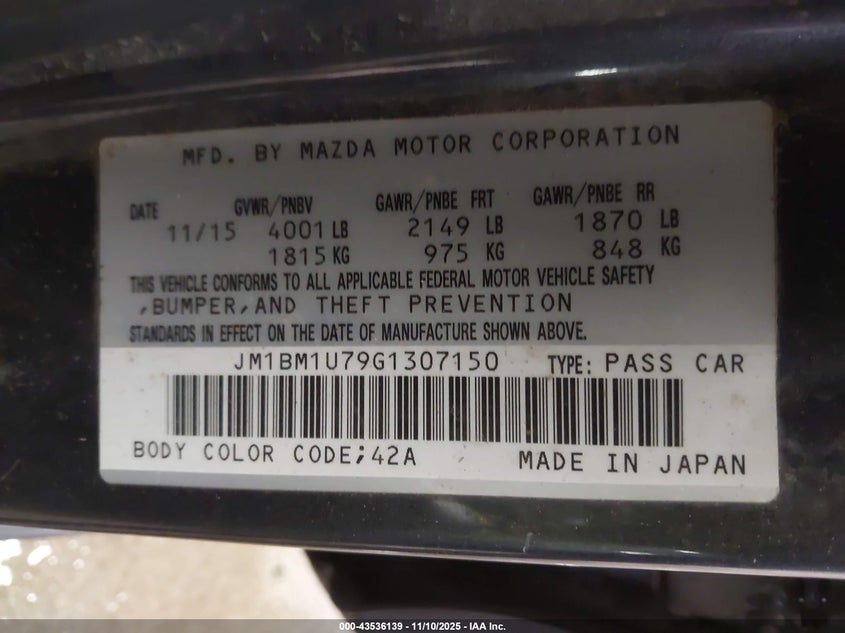 MFD. BY MAZDA MOTOR CORPORATION
DATE GVWR/PNBV GAWR/PNBE FRT GAWR/PNBE RR
11/15 4001 LB 2149 LB 1870 LB
1815 KG 975 KG 848 KG
THIS VEHICLE CONFORMS TO ALL APPLICABLE FEDERAL MOTOR VEHICLE SAFETY
,BUMPER,AND THEFT PREVENTION
STANDARDS IN EFFECT ON THE DATE OF MANUFACTURE SHOWN ABOVE.
JM1BM1U79G1307150 TYPE: PASS CAR
BODY COLOR CODE;42A MADE IN JAPAN
000-43536139 - 11/10/2025 - IAA Inc.